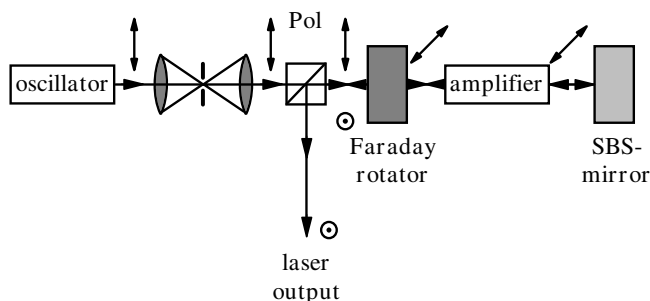 Pol
oscillator
amplifier
Faraday
rotator
SBS-
mirror
laser
output